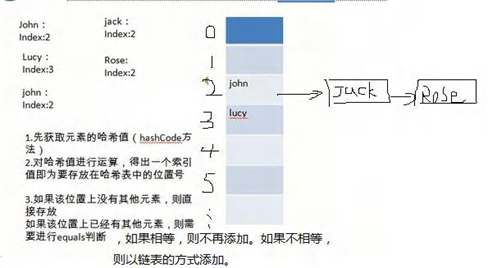 John：
Index:2
jack：
Index:2
Lucy：
Index:3
Rose:
Index:2
john：
Index:2
0
1
2 john Jack Rose
3 lucy
4
5
1.先获取元素的哈希值（hashCode方
法）
2.对哈希值进行运算，得出一个索引
值即为要存放在哈希表中的位置号
3.如果该位置上没有其他元素，则直
接存放
如果该位置上已经有其他元素，则需
要进行equals判断，如果相等，则不再添加。如果不相等，
则以链表的方式添加。